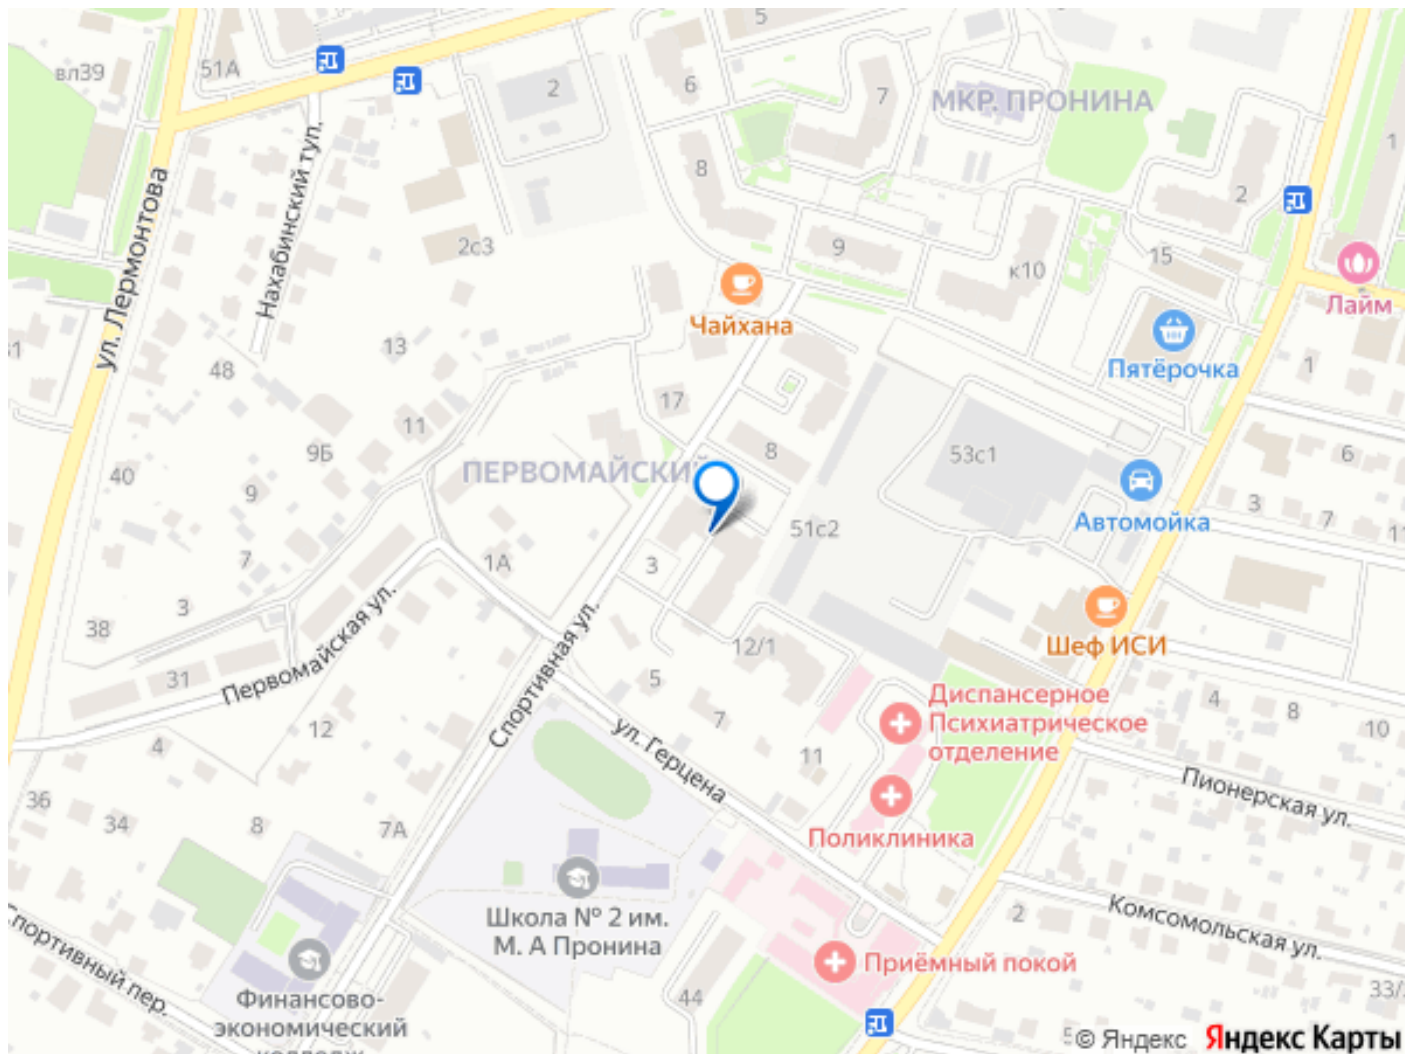 5
вл39
51А
2
6
7
МКР. ПРОНИНА
1
Нахабинский туп.
ул. Лермонтова
8
2
2с3
9
к10
15
Лайм
Чайхана
Пятёрочка
1
13
48
17
11
9Б
8
53с1
6
40
ПЕРВОМАЙСКИЙ
9
3
7
51с2
Автомойка
11
7
1А
3
3
38
Первомайская ул.
Спортивная ул.
12/1
Шеф ИСИ
31
5
4
8
10
Диспансерное
Психиатрическое
отделение
12
7
ул. Герцена
11
4
Пионерская ул.
36
34
8
7А
Поликлиника
Школа № 2 им.
М. А Пронина
2
Комсомольская ул.
Спортивный пер.
Приёмный покой
44
Финансово-
экономический
колледж
© Яндекс
Яндекс Карты